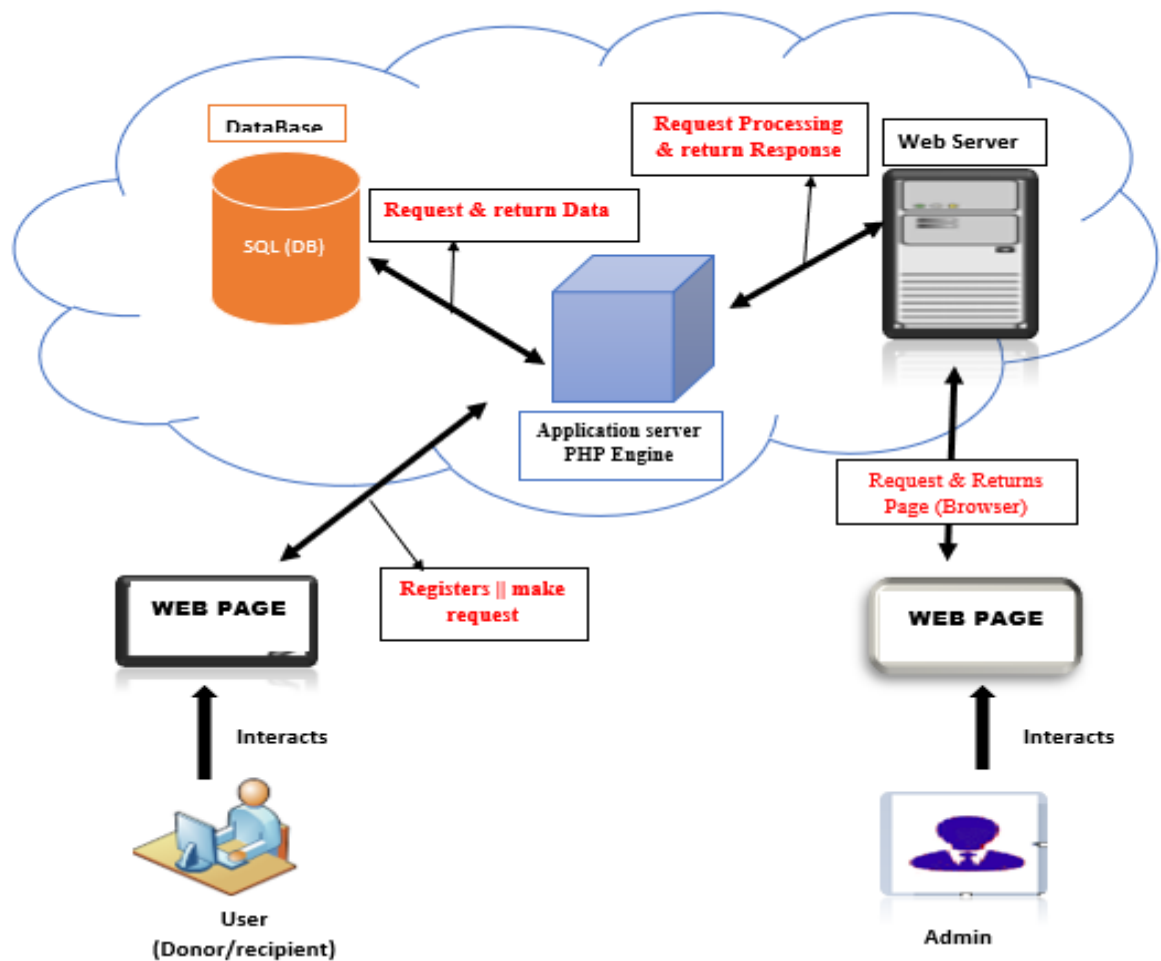 DataBase
SQL (DB)
Request & return Data
Request Processing
& return Response
Web Server
Application server
PHP Engine
Request & Returns
Page (Browser)
Registers || make
request
WEB PAGE
WEB PAGE
Interacts
Interacts
User
(Donor/recipient)
Admin